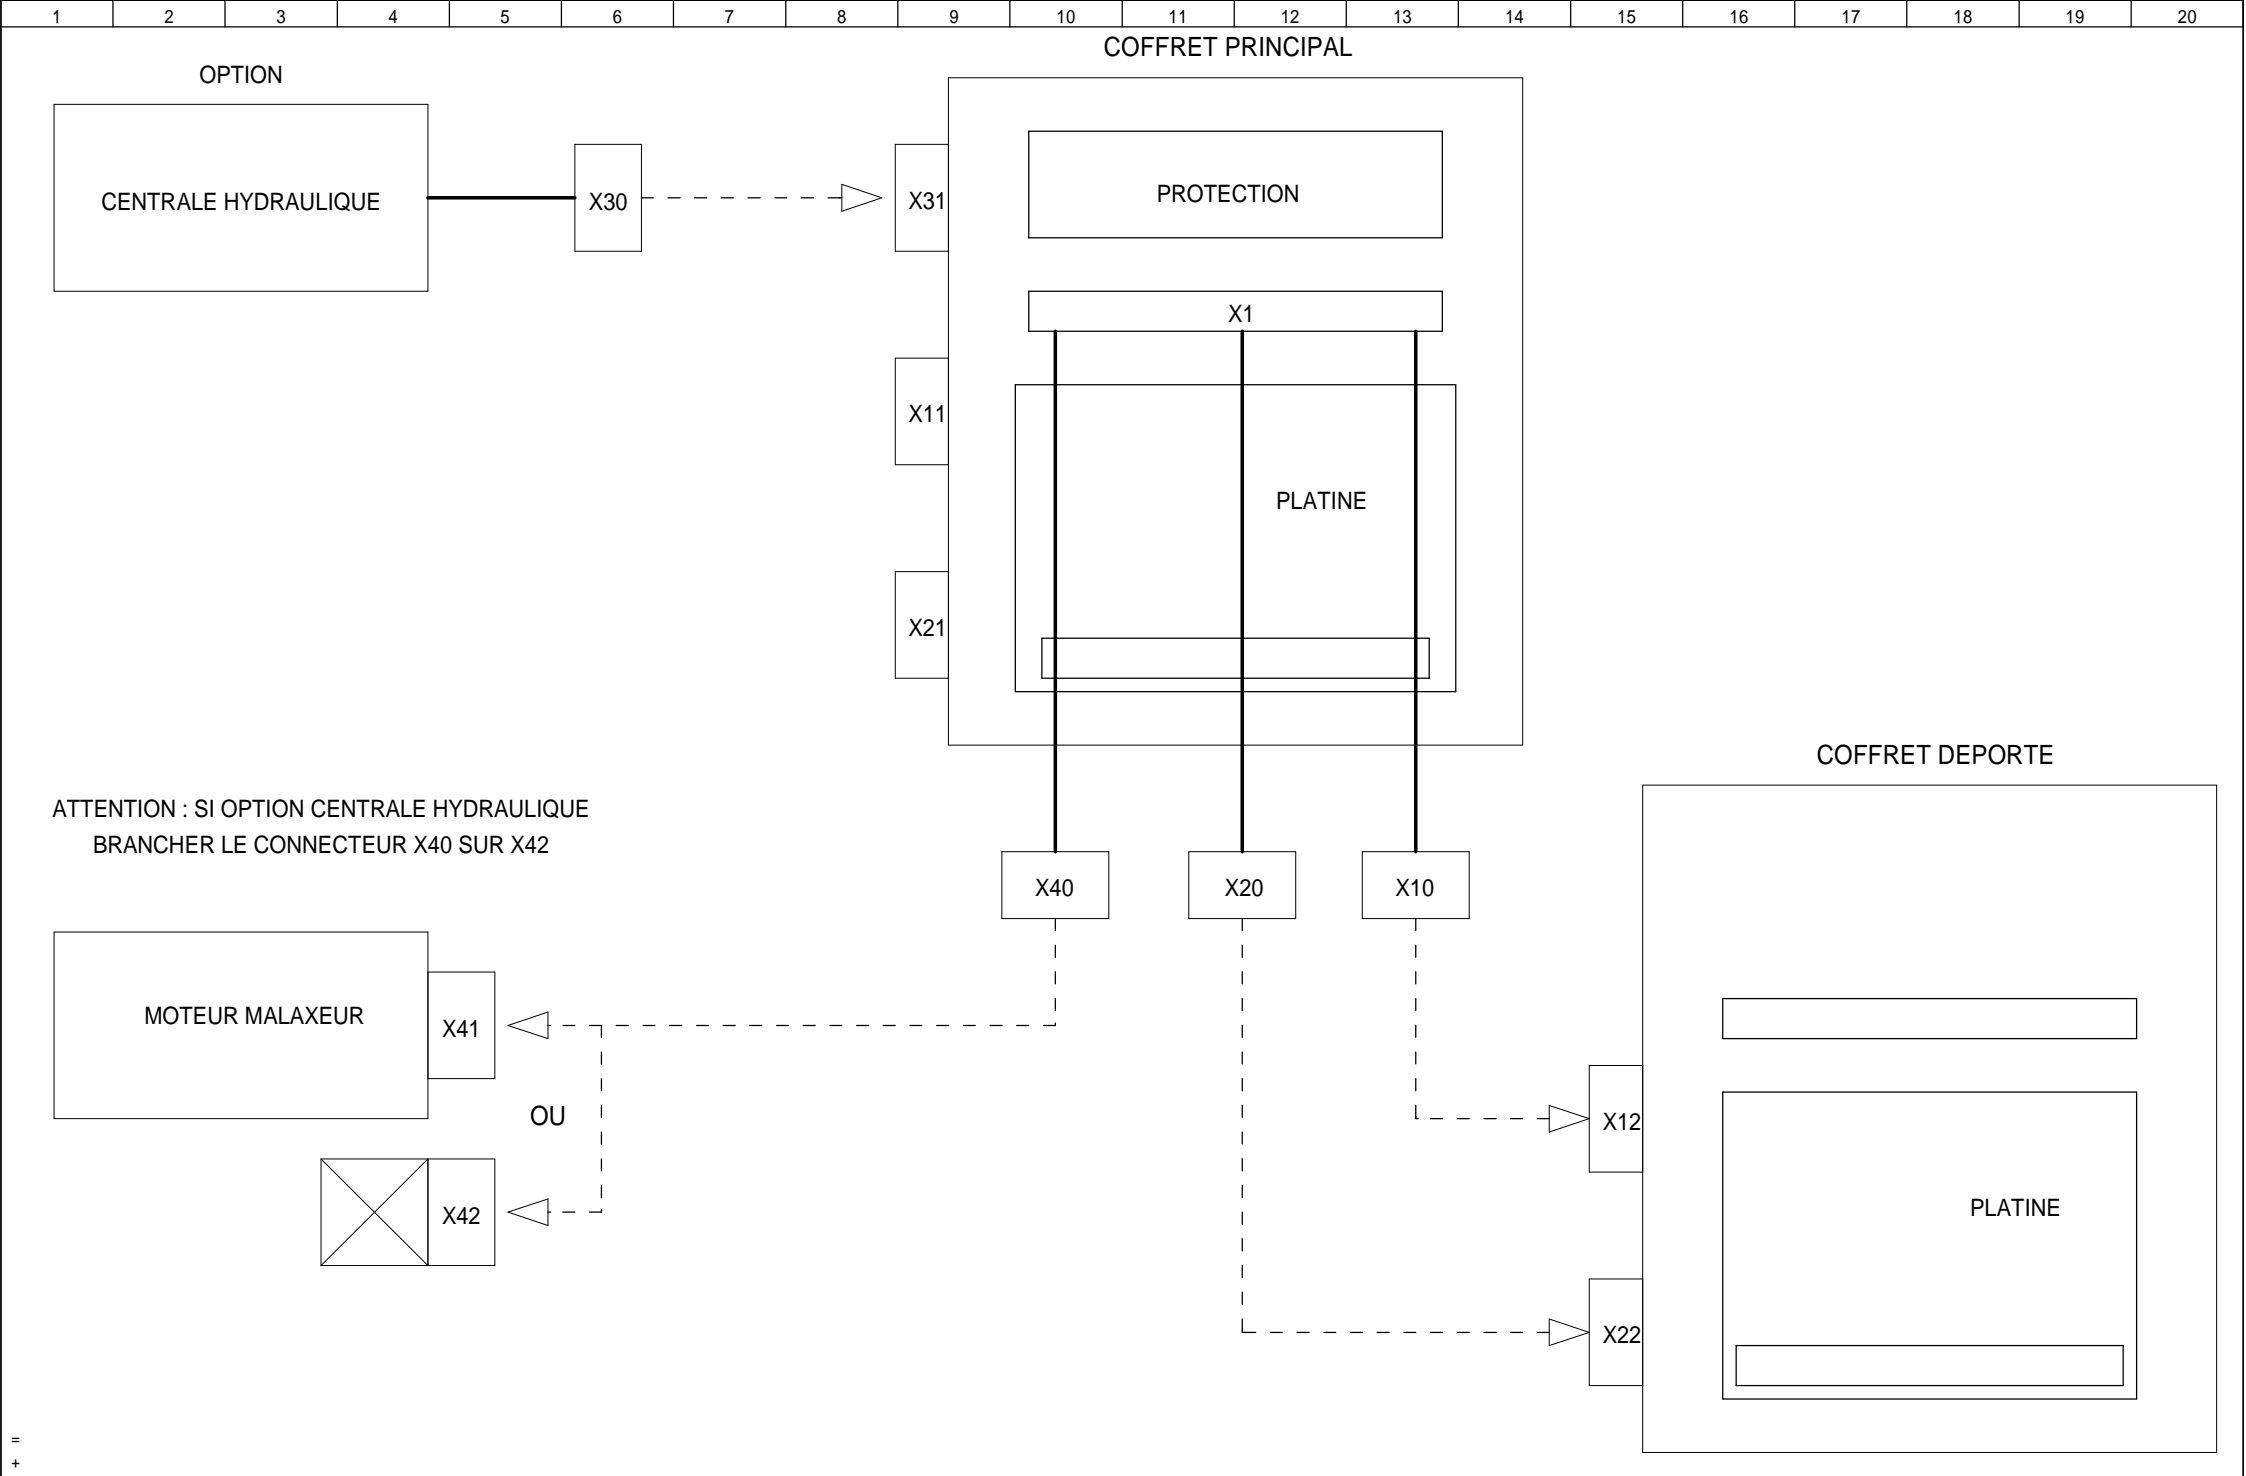 1 2 3 4 5 6 7 8 9 10 11 12 13 14 15 16 17 18 19 20
COFFRET PRINCIPAL
OPTION
CENTRALE HYDRAULIQUE
X30
X31
PROTECTION
X1
X11
PLATINE
X21
COFFRET DEPORTE
ATTENTION : SI OPTION CENTRALE HYDRAULIQUE
BRANCHER LE CONNECTEUR X40 SUR X42
X40
X20
X10
MOTEUR MALAXEUR
X41
OU
X12
X42
PLATINE
X22
=
+